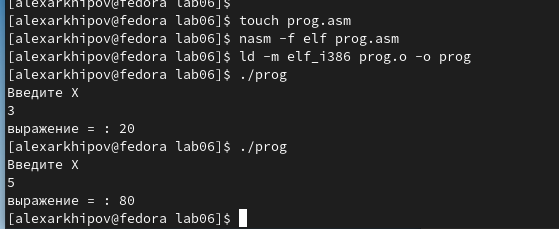 [alexarkhipov@fedora lab06]$
[alexarkhipov@fedora lab06]$ touch prog.asm
[alexarkhipov@fedora lab06]$ nasm -f elf prog.asm
[alexarkhipov@fedora lab06]$ ld -m elf_i386 prog.o -o prog
[alexarkhipov@fedora lab06]$ ./prog
Введите X
3
выражение = : 20
[alexarkhipov@fedora lab06]$ ./prog
Введите X
5
выражение = : 80
[alexarkhipov@fedora lab06]$